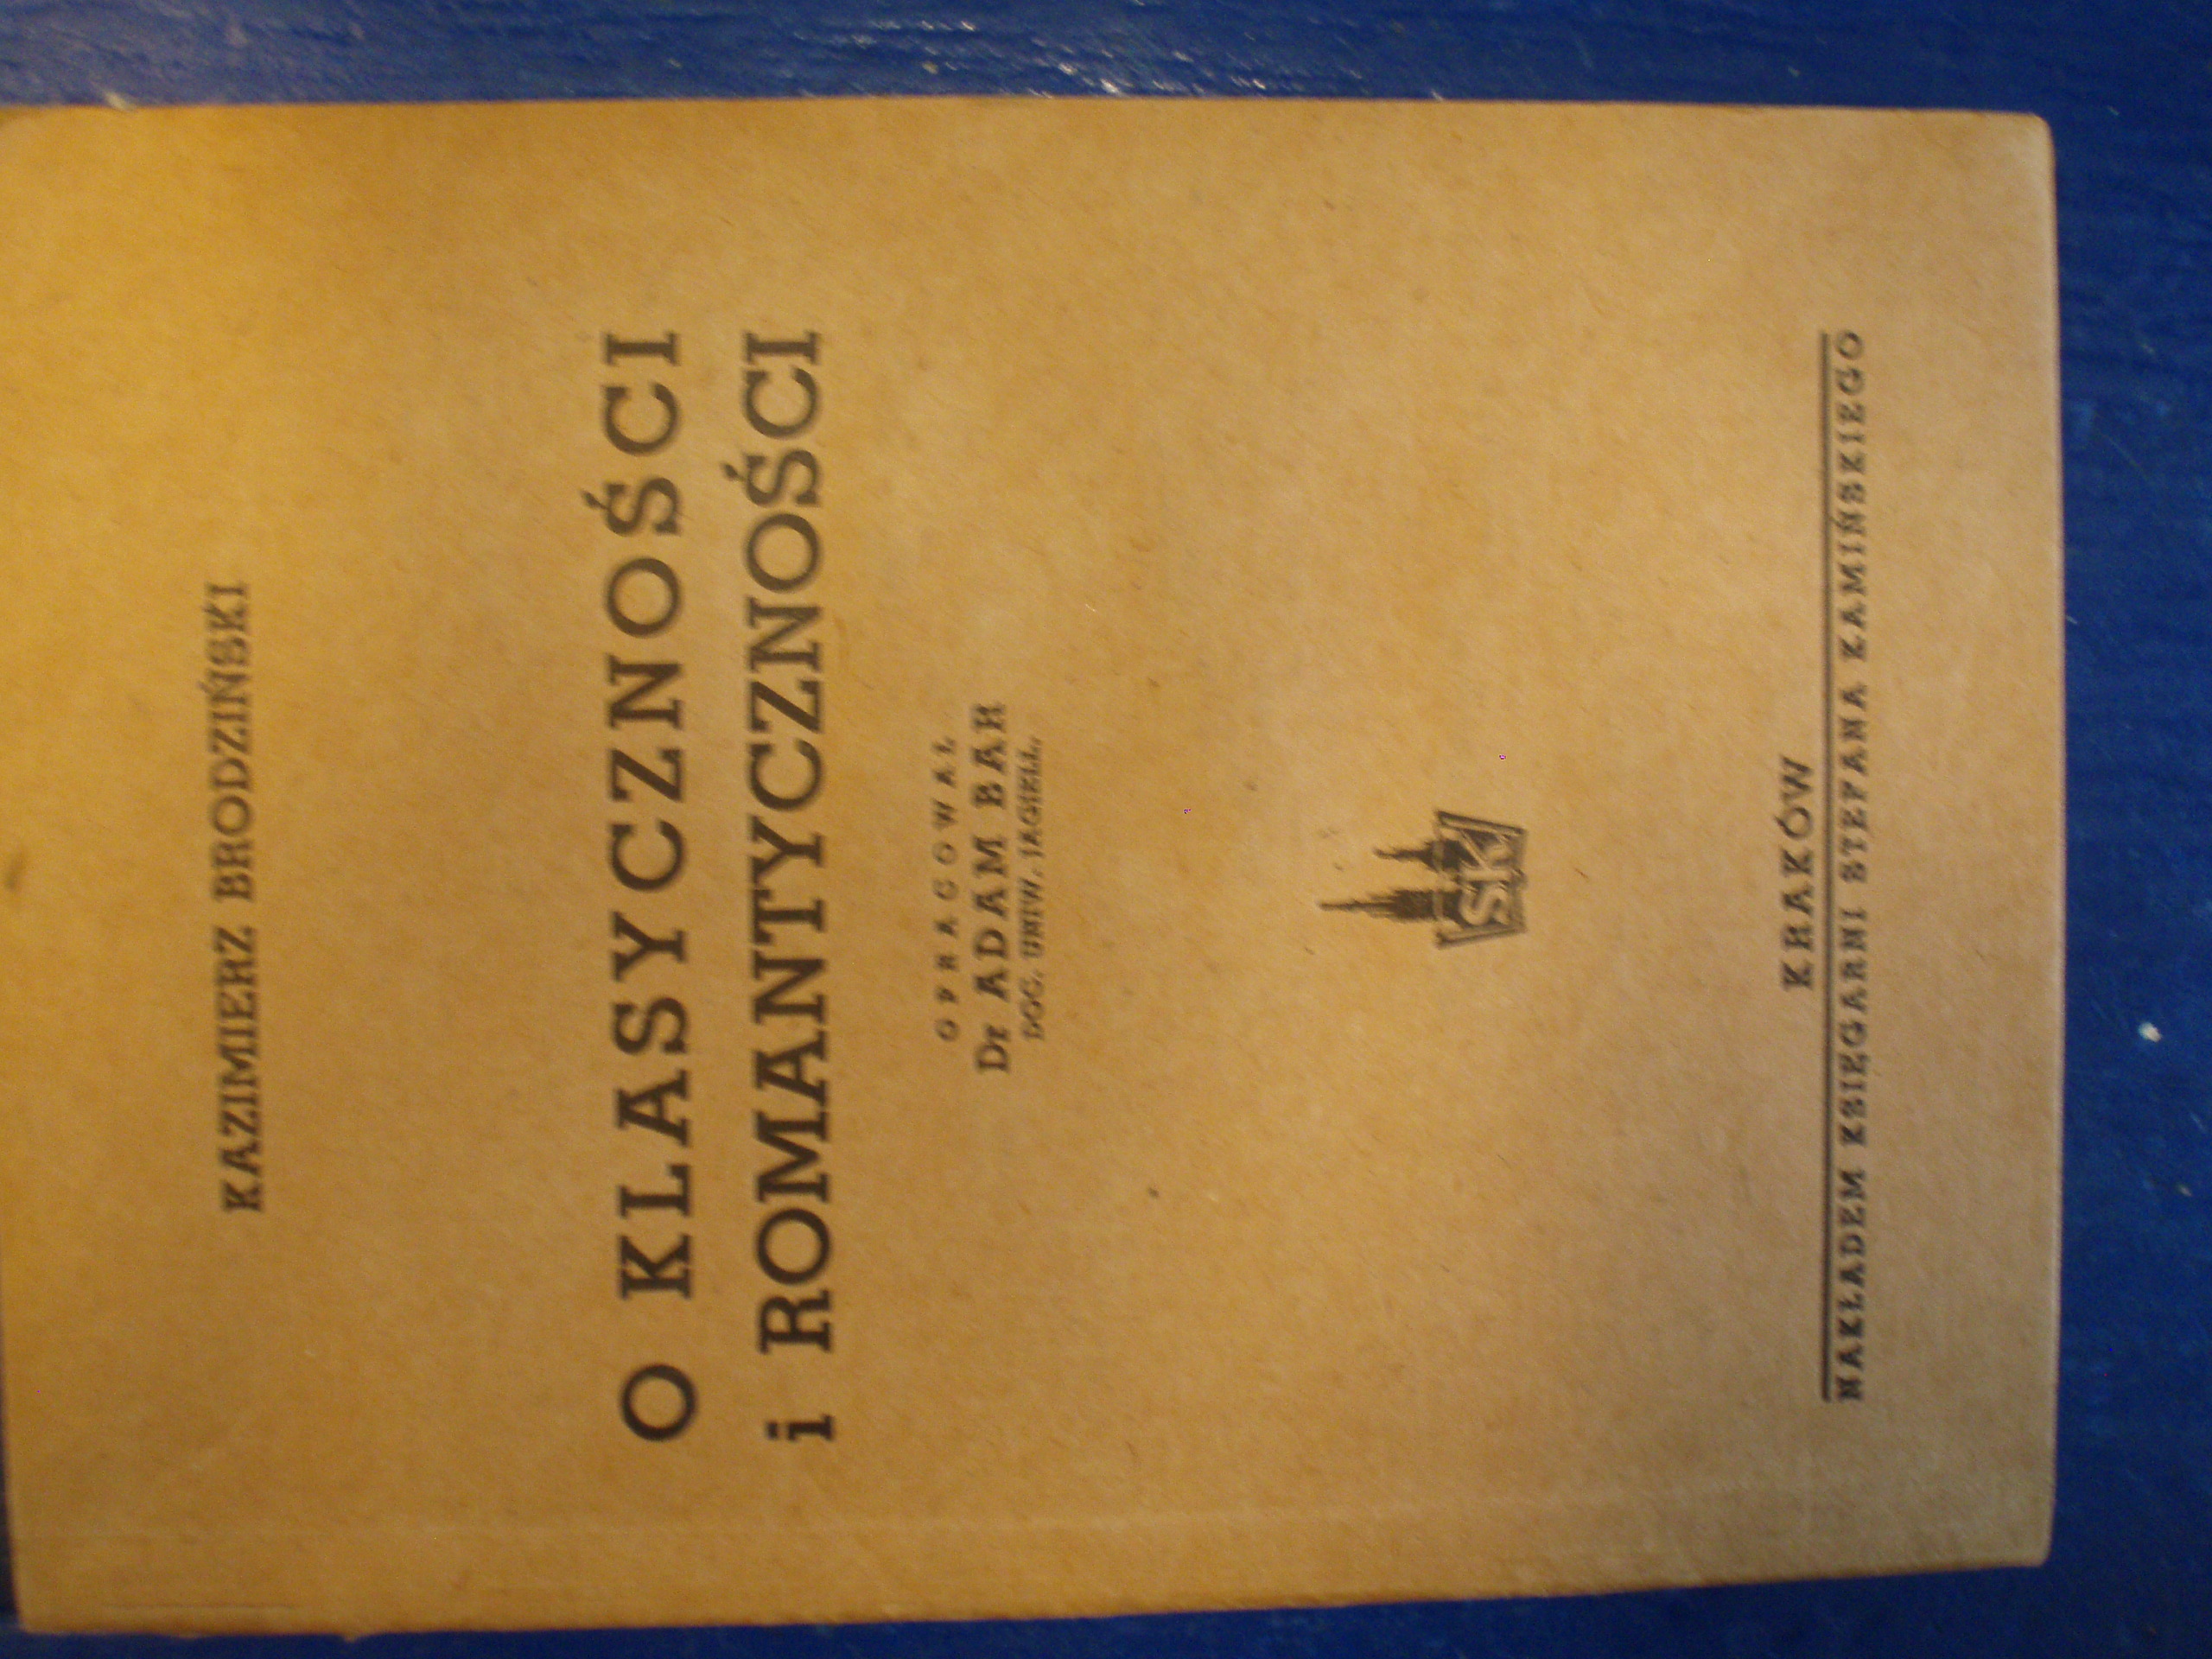 KAZIMIERZ BRODZIŃSKI
O KLASYCZNOŚCI
i ROMANTYCZNOŚCI
OPRACOWAŁ
Dr ADAM BAR
DOC. UNIW. JAGIELL.
SK
KRAKÓW
NAKŁADEM KSIĘGARNI STEFANA KAMIŃSKIEGO